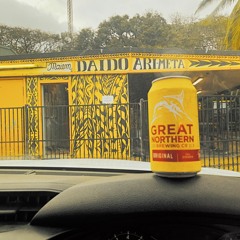 DAIDO ARIMETA
GREAT
NORTHERN
BREWING CO
ORIGINAL